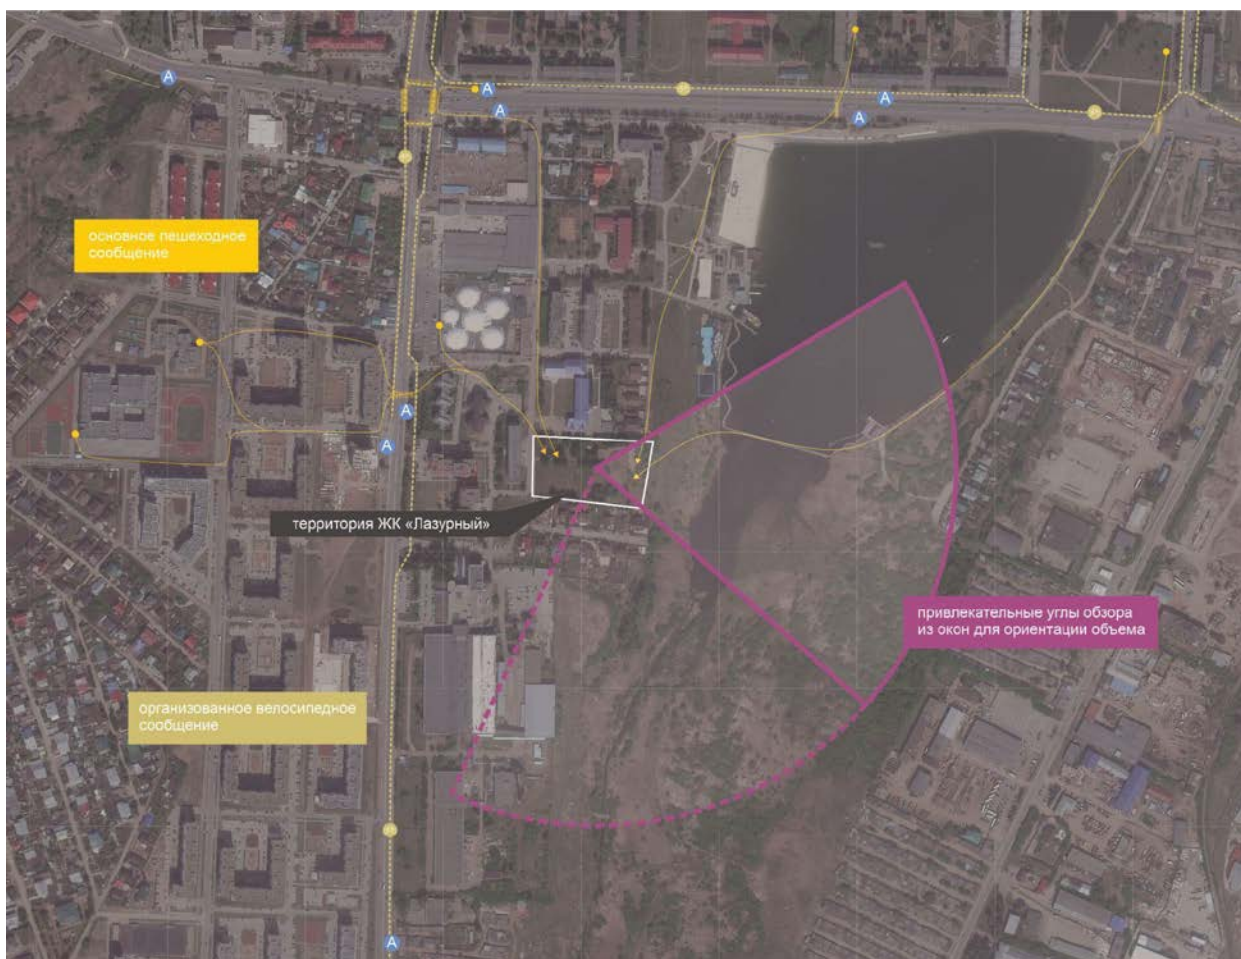 А
А
А
А
А
основное пешеходное
сообщение
А
А
территория ЖК «Лазурный»
привлекательные углы обзора
из окон для ориентации объема
организованное велосипедное
сообщение
А